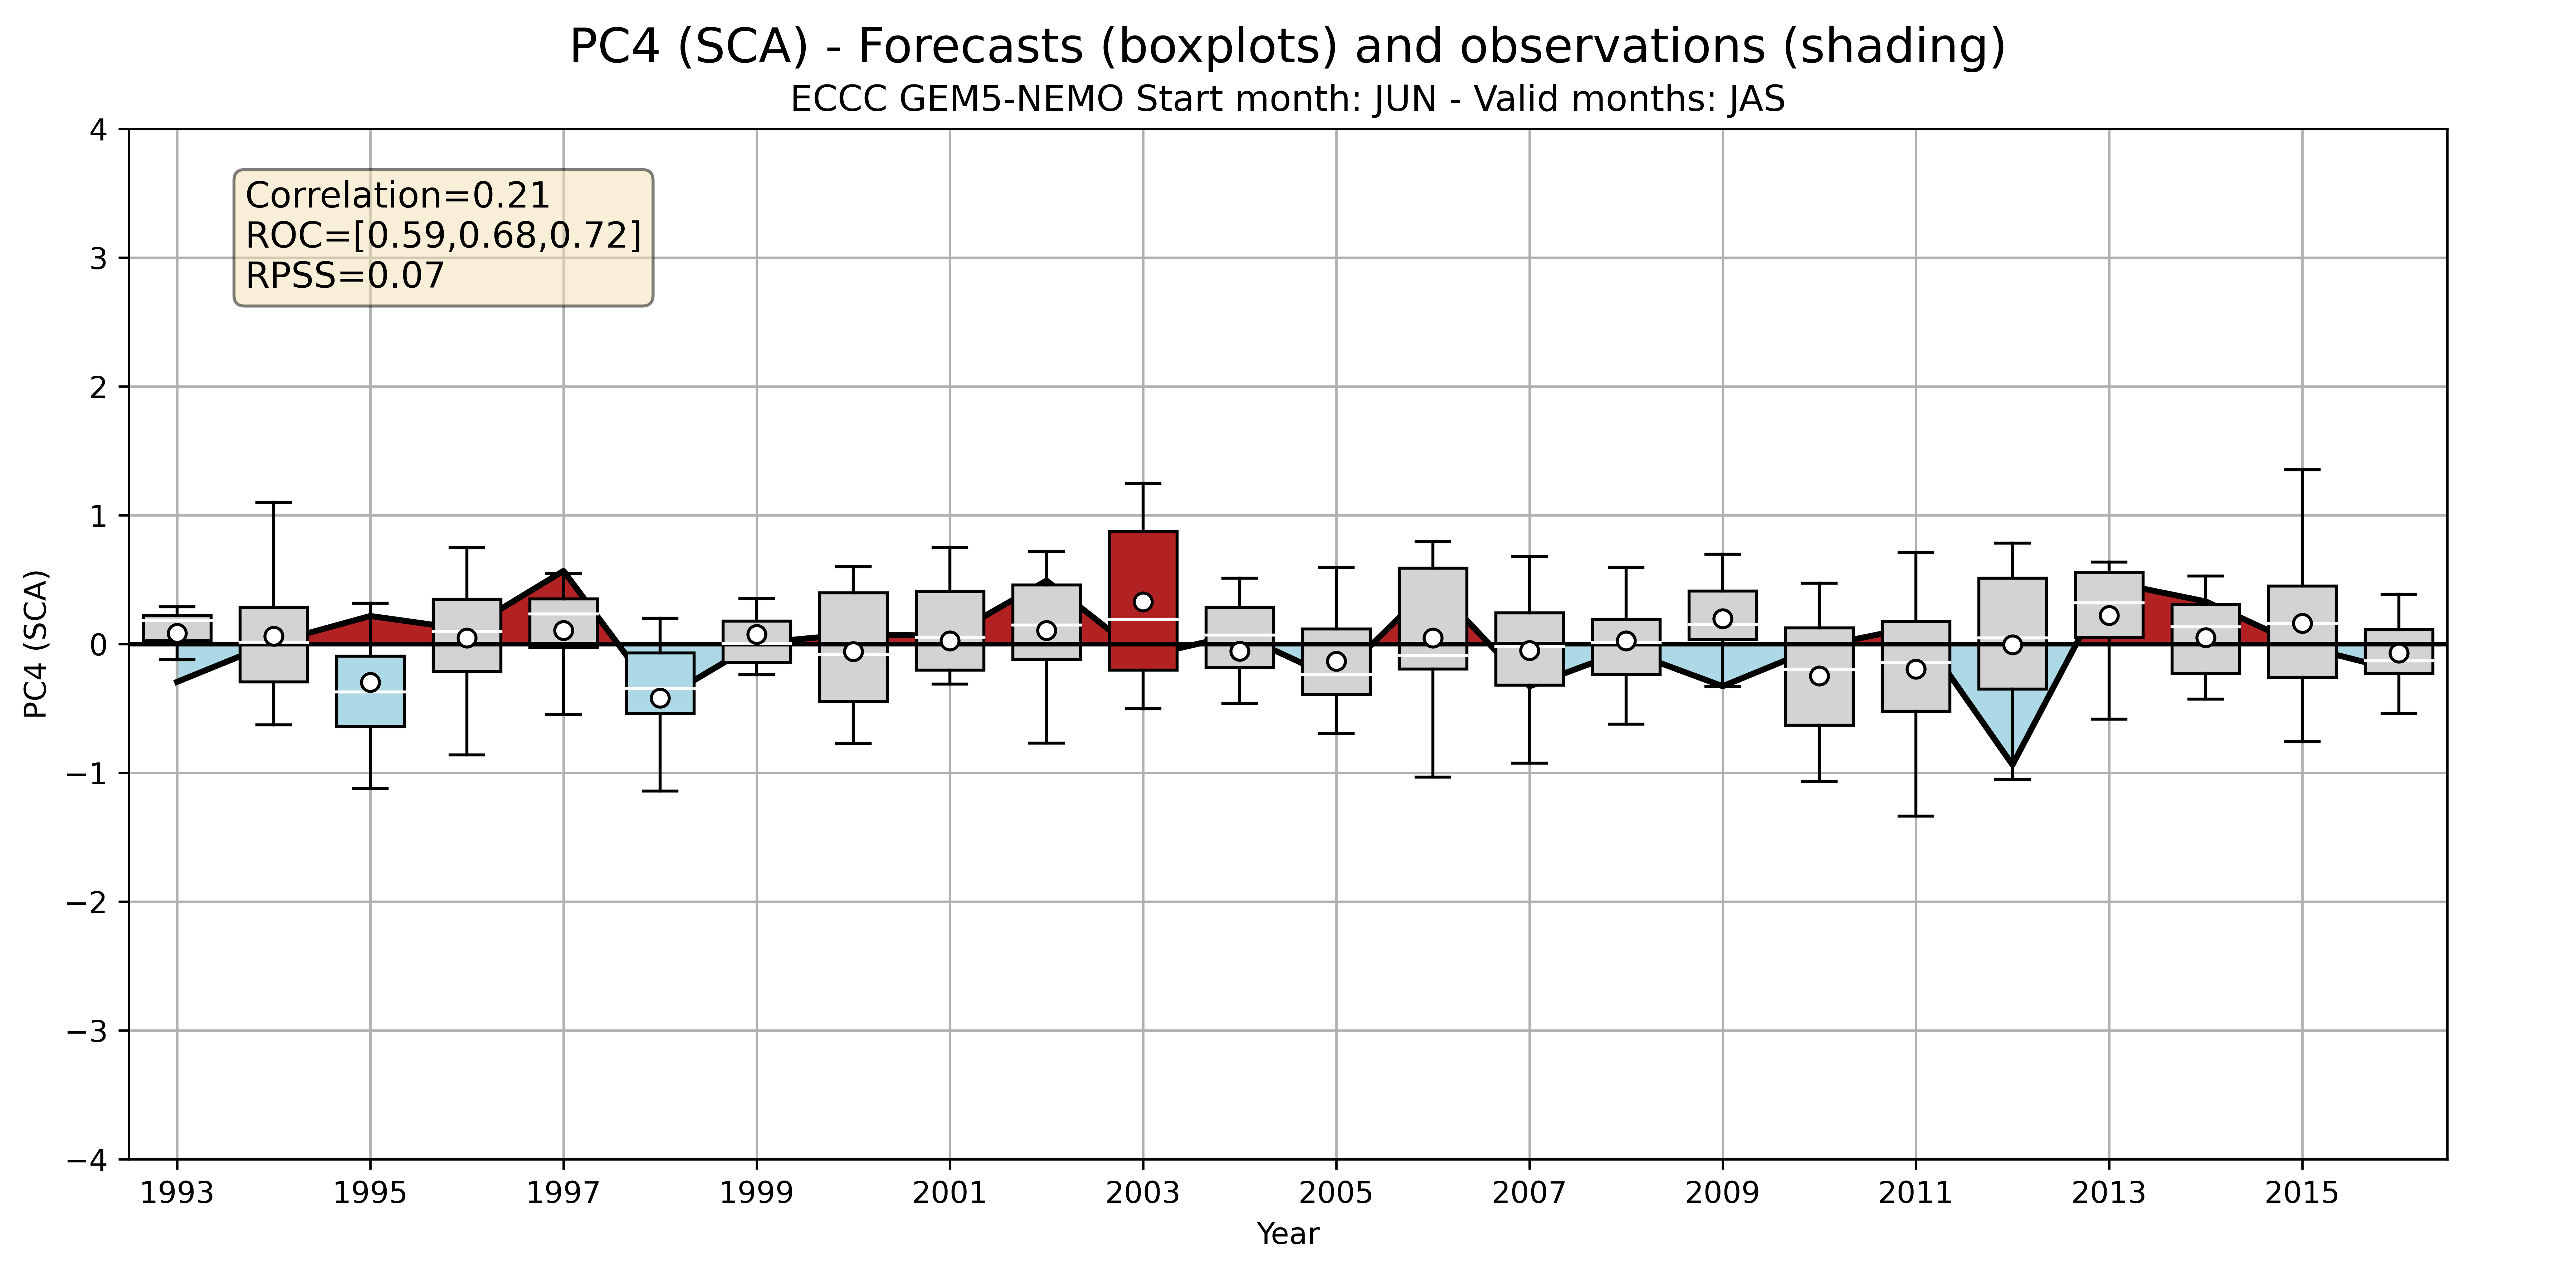 PC4 (SCA) - Forecasts (boxplots) and observations (shading)
ECCC GEM5-NEMO Start month: JUN - Valid months: JAS
Correlation=0.21
ROC=[0.59,0.68,0.72]
RPSS=0.07
PC4 (SCA)
4
3
2
1
0
−1
−2
−3
−4
1993 1995 1997 1999 2001 2003 2005 2007 2009 2011 2013 2015
Year